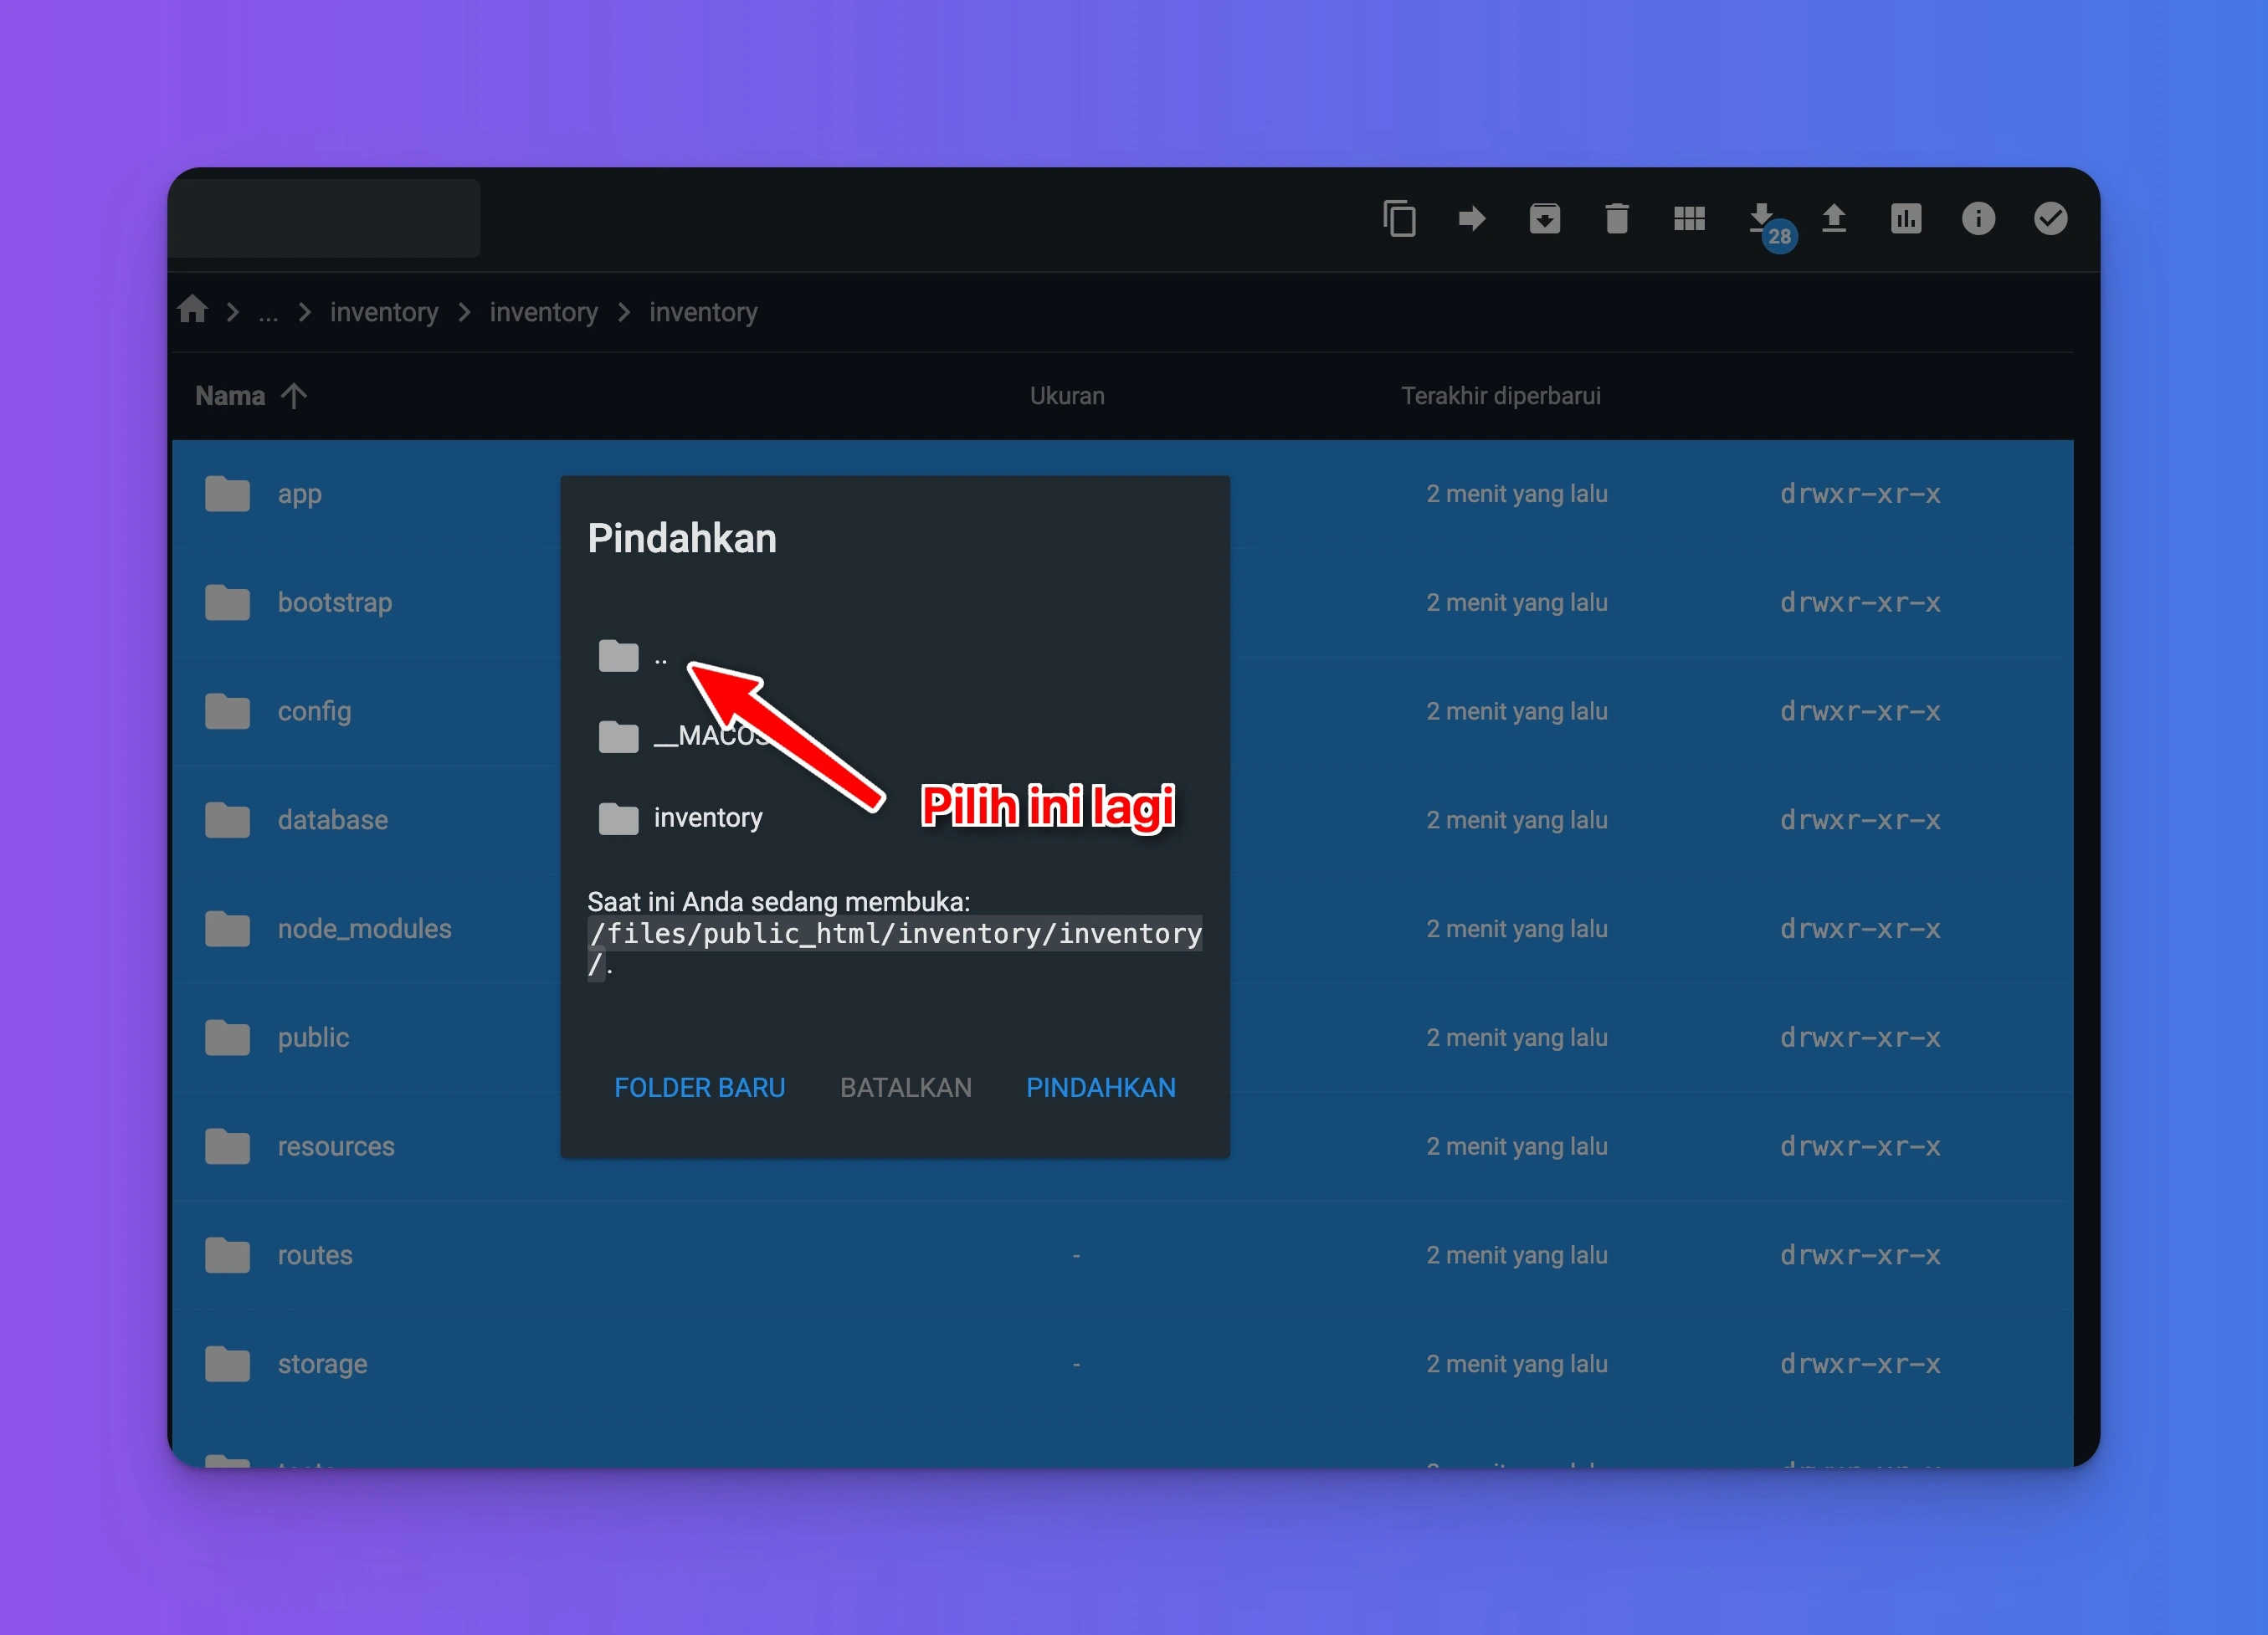 28
... inventory inventory inventory
Nama Ukuran Terakhir diperbarui
app 2 menit yang lalu drwxr-xr-x
bootstrap 2 menit yang lalu drwxr-xr-x
config 2 menit yang lalu drwxr-xr-x
database 2 menit yang lalu drwxr-xr-x
node_modules 2 menit yang lalu drwxr-xr-x
public 2 menit yang lalu drwxr-xr-x
resources 2 menit yang lalu drwxr-xr-x
routes - 2 menit yang lalu drwxr-xr-x
storage - 2 menit yang lalu drwxr-xr-x
Pindahkan
..
inventory
Pilih ini lagi
Saat ini Anda sedang membuka:
/files/public_html/inventory/inventory
/.
FOLDER BARU BATALKAN PINDAHKAN